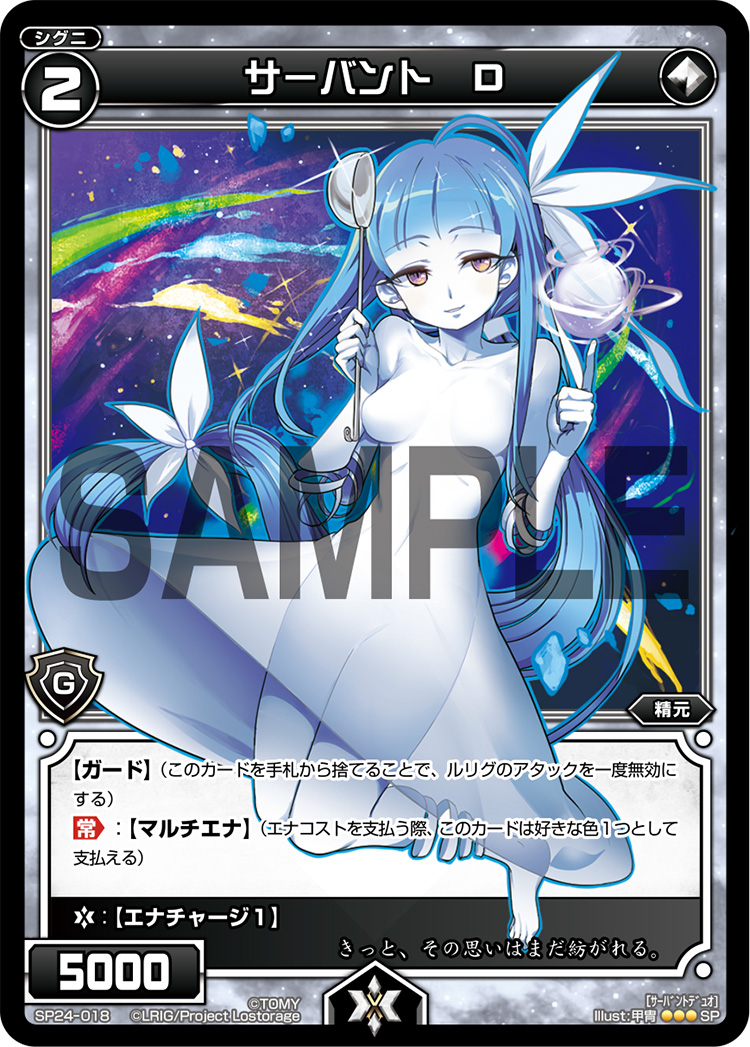 シグニ
2
サーバント　D
SAMPLE
G
精元
【ガード】（このカードを手札から捨てることで、ルリグのアタックを一度無効に
する）
常：【マルチエナ】（エナコストを支払う際、このカードは好きな色１つとして
支払える）
：【エナチャージ１】
きっと、その思いはまだ紡がれる。
5000
©TOMY
[サーバントデュオ]
SP24-018 ©LRIG/Project Lostorage
Illust:甲冑 SP